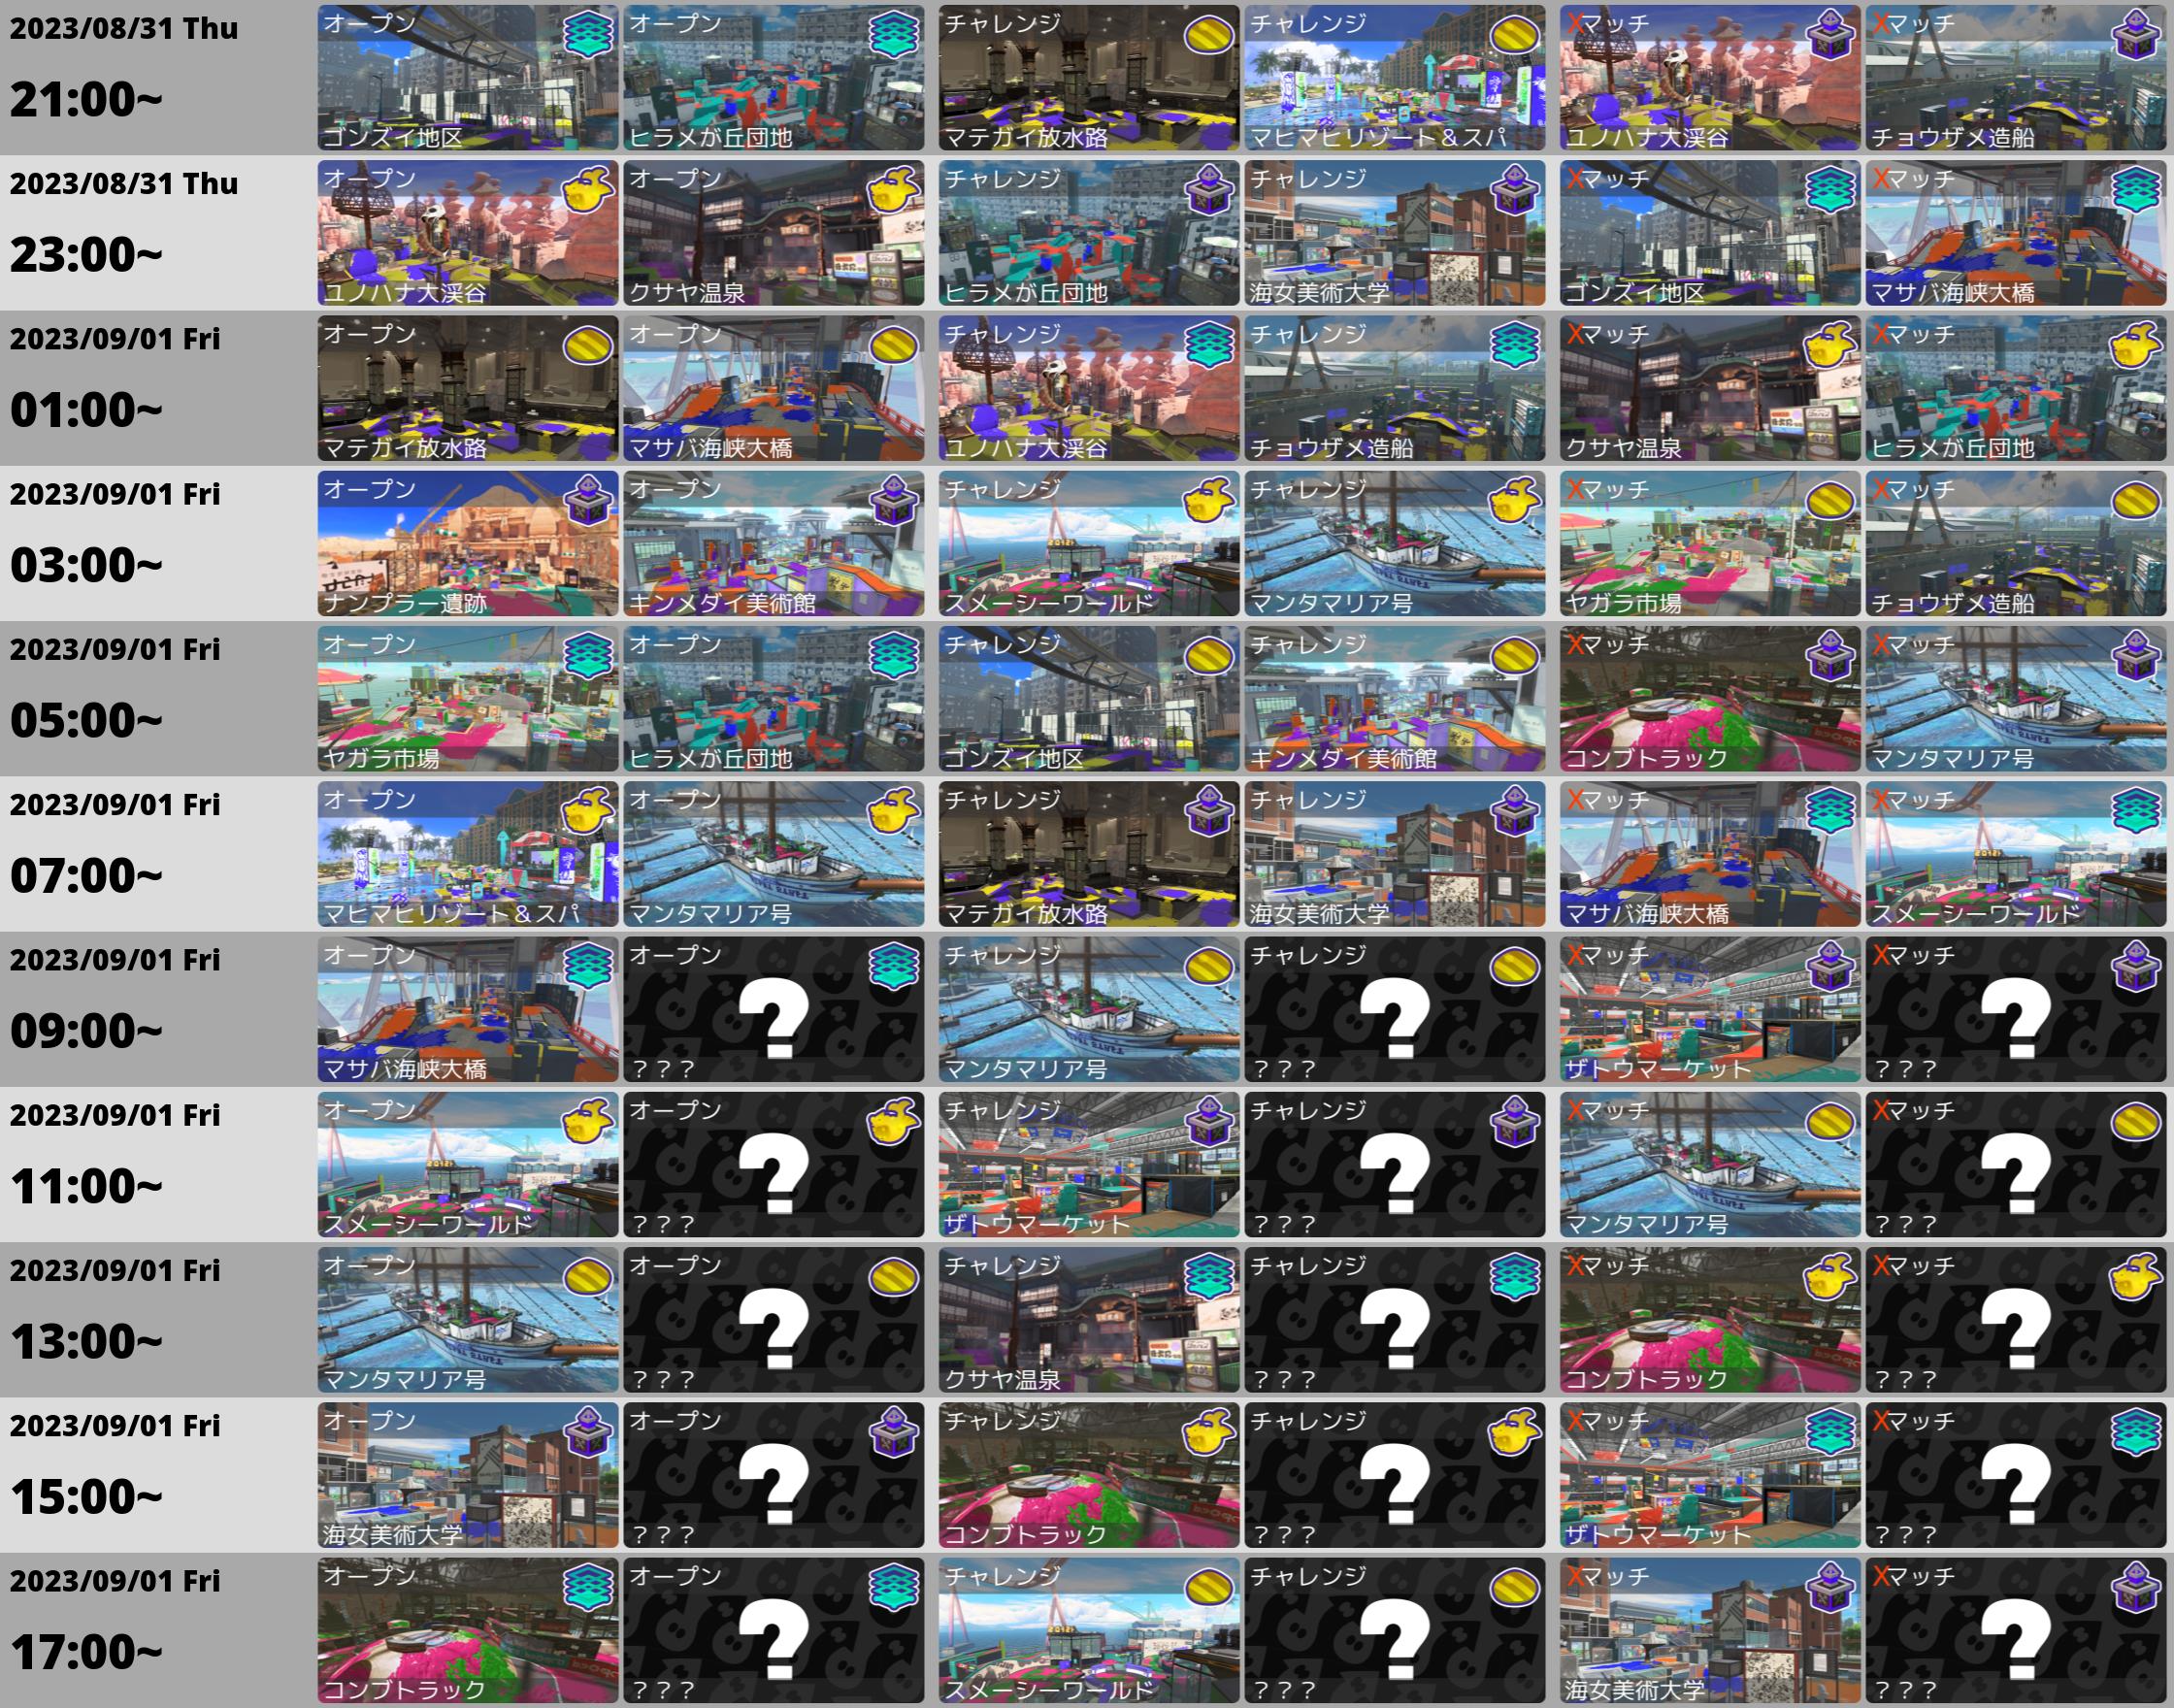 2023/08/31 Thu
21:00~
オープン
ゴンズイ地区
オープン
ヒラメが丘団地
チャレンジ
マテガイ放水路
チャレンジ
マヒマヒリゾート＆スパ
Xマッチ
ユノハナ大渓谷
Xマッチ
チョウザメ造船
2023/08/31 Thu
23:00~
オープン
ユノハナ大渓谷
オープン
クサヤ温泉
チャレンジ
ヒラメが丘団地
チャレンジ
海女美術大学
Xマッチ
ゴンズイ地区
Xマッチ
マサバ海峡大橋
2023/09/01 Fri
01:00~
オープン
マテガイ放水路
オープン
マサバ海峡大橋
チャレンジ
ユノハナ大渓谷
チャレンジ
チョウザメ造船
Xマッチ
クサヤ温泉
Xマッチ
ヒラメが丘団地
2023/09/01 Fri
03:00~
オープン
ナンプラー遺跡
オープン
キンメダイ美術館
チャレンジ
スメーシーワールド
チャレンジ
マンタマリア号
Xマッチ
ヤガラ市場
Xマッチ
チョウザメ造船
2023/09/01 Fri
05:00~
オープン
ヤガラ市場
オープン
ヒラメが丘団地
チャレンジ
ゴンズイ地区
チャレンジ
キンメダイ美術館
Xマッチ
コンブトラック
Xマッチ
マンタマリア号
2023/09/01 Fri
07:00~
オープン
マヒマヒリゾート＆スパ
オープン
マンタマリア号
チャレンジ
マテガイ放水路
チャレンジ
海女美術大学
Xマッチ
マサバ海峡大橋
Xマッチ
スメーシーワールド
2023/09/01 Fri
09:00~
オープン
マサバ海峡大橋
オープン
?
？？？
チャレンジ
マンタマリア号
チャレンジ
?
？？？
Xマッチ
ザトウマーケット
Xマッチ
?
？？？
2023/09/01 Fri
11:00~
オープン
スメーシーワールド
オープン
?
？？？
チャレンジ
ザトウマーケット
チャレンジ
?
？？？
Xマッチ
マンタマリア号
Xマッチ
?
？？？
2023/09/01 Fri
13:00~
オープン
マンタマリア号
オープン
?
？？？
チャレンジ
クサヤ温泉
チャレンジ
?
？？？
Xマッチ
コンブトラック
Xマッチ
?
？？？
2023/09/01 Fri
15:00~
オープン
海女美術大学
オープン
?
？？？
チャレンジ
コンブトラック
チャレンジ
?
？？？
Xマッチ
ザトウマーケット
Xマッチ
?
？？？
2023/09/01 Fri
17:00~
オープン
コンブトラック
オープン
?
？？？
チャレンジ
スメーシーワールド
チャレンジ
?
？？？
Xマッチ
海女美術大学
Xマッチ
?
？？？